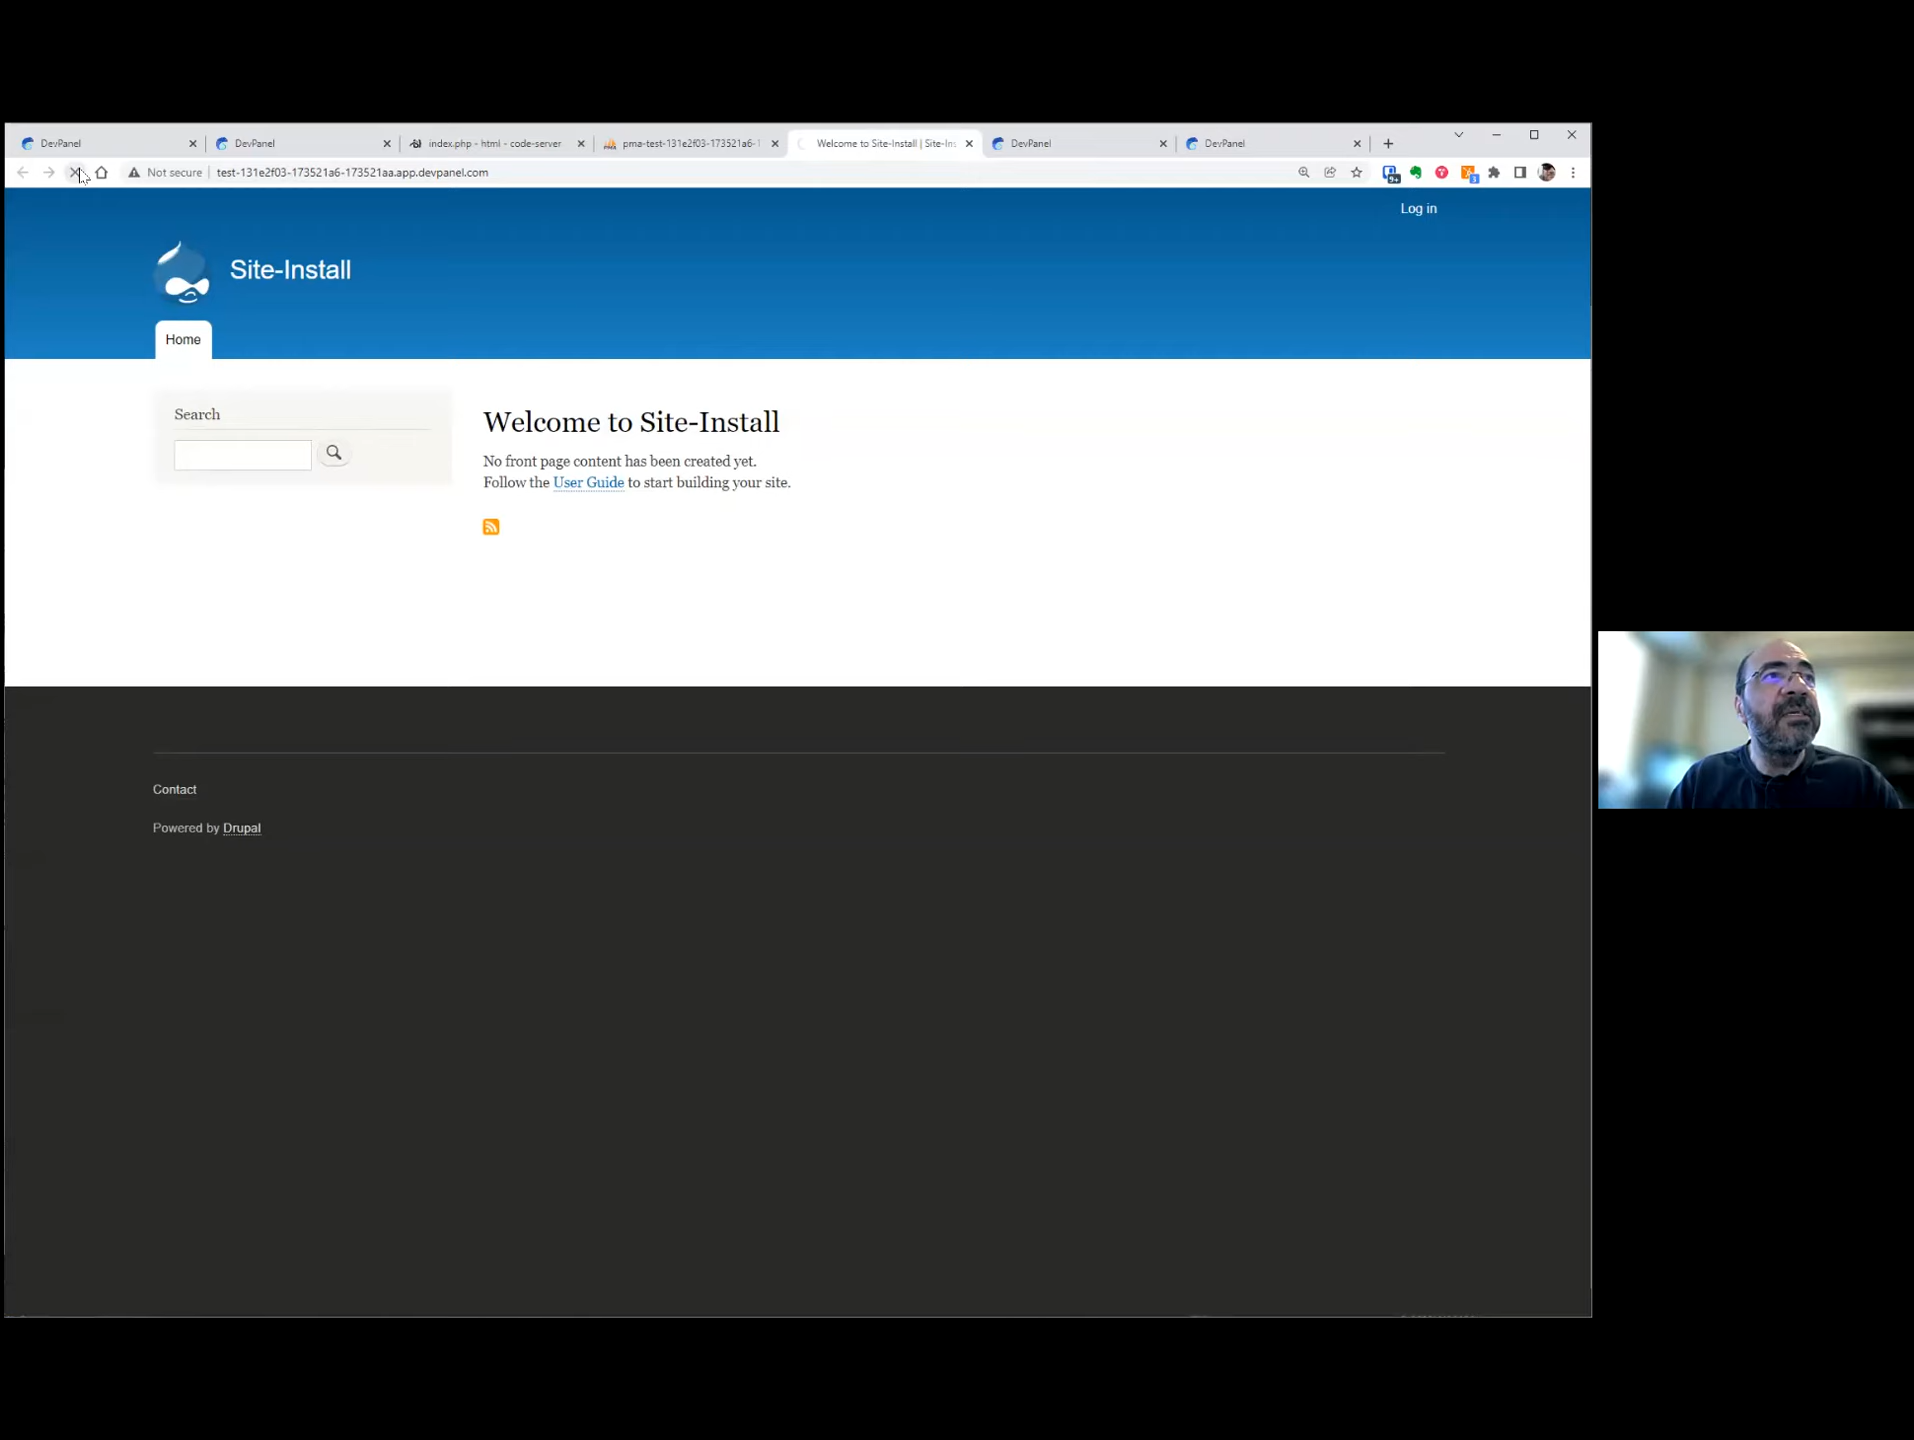 DevPanel
DevPanel
index.php - html - code-server
pma-test-131e2f03-173521a6-1
Welcome to Site-Install | Site-Ins
DevPanel
DevPanel
Not secure
test-131e2f03-173521a6-173521aa.app.devpanel.com
9+
3
Log in
Site-Install
Home
Search
Welcome to Site-Install
No front page content has been created yet.
Follow the User Guide to start building your site.
Contact
Powered by Drupal